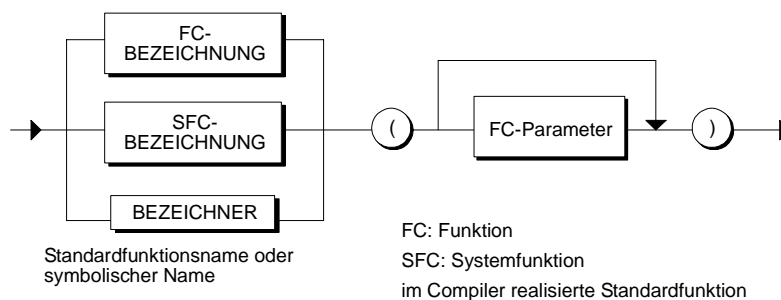 FC-
BEZEICHNUNG
SFC-
BEZEICHNUNG
BEZEICHNER
(
FC-Parameter
)
Standardfunktionsname oder
symbolischer Name
FC: Funktion
SFC: Systemfunktion
im Compiler realisierte Standardfunktion